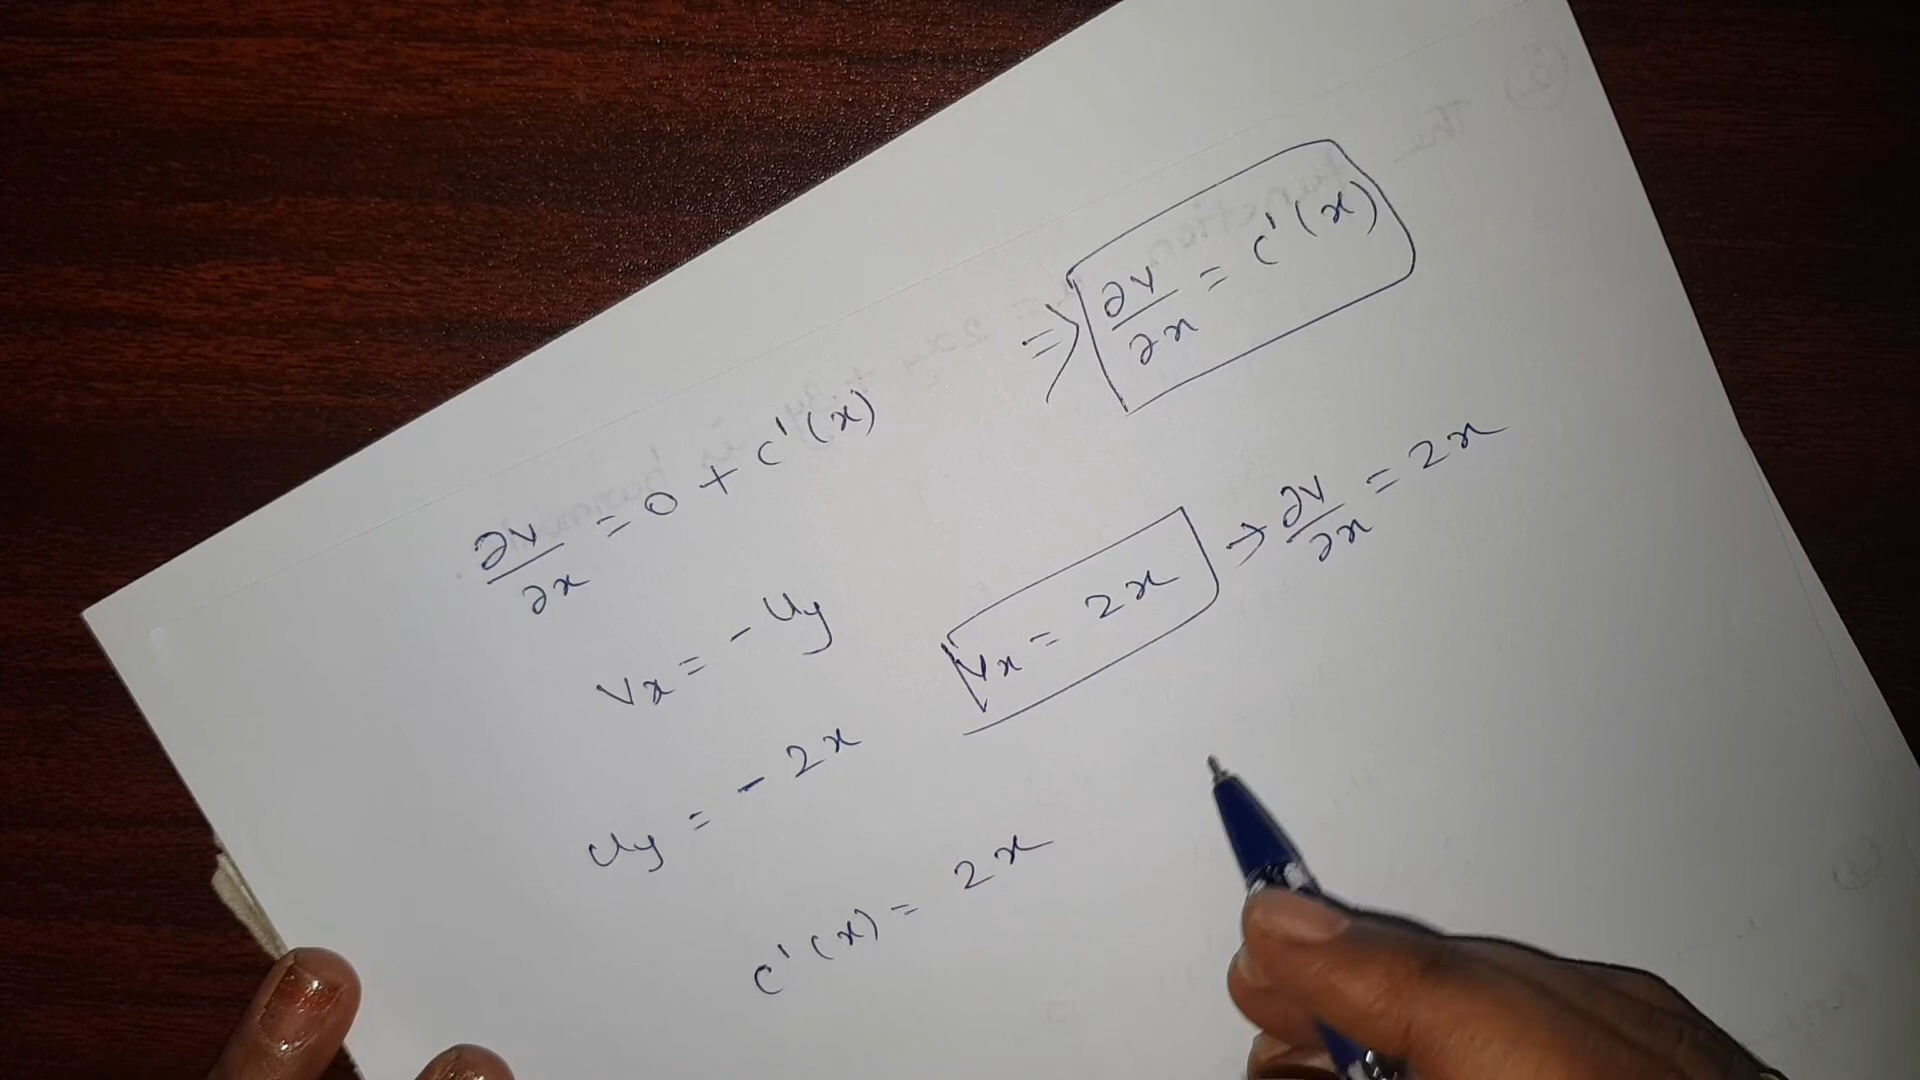 ∂v/∂x = 0 + c'(x) ⇒ ∂v/∂x = c'(x)
Vx = -Uy Vx = 2x → ∂v/∂x = 2x
Uy = -2x
c'(x) = 2x